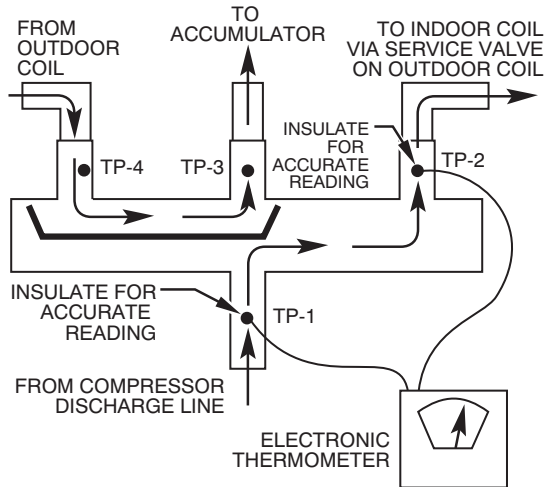 FROM
OUTDOOR
COIL
TO
ACCUMULATOR
TO INDOOR COIL
VIA SERVICE VALVE
ON OUTDOOR COIL
INSULATE
FOR
ACCURATE
READING
TP-4
TP-3
TP-2
INSULATE FOR
ACCURATE
READING
TP-1
FROM COMPRESSOR
DISCHARGE LINE
ELECTRONIC
THERMOMETER